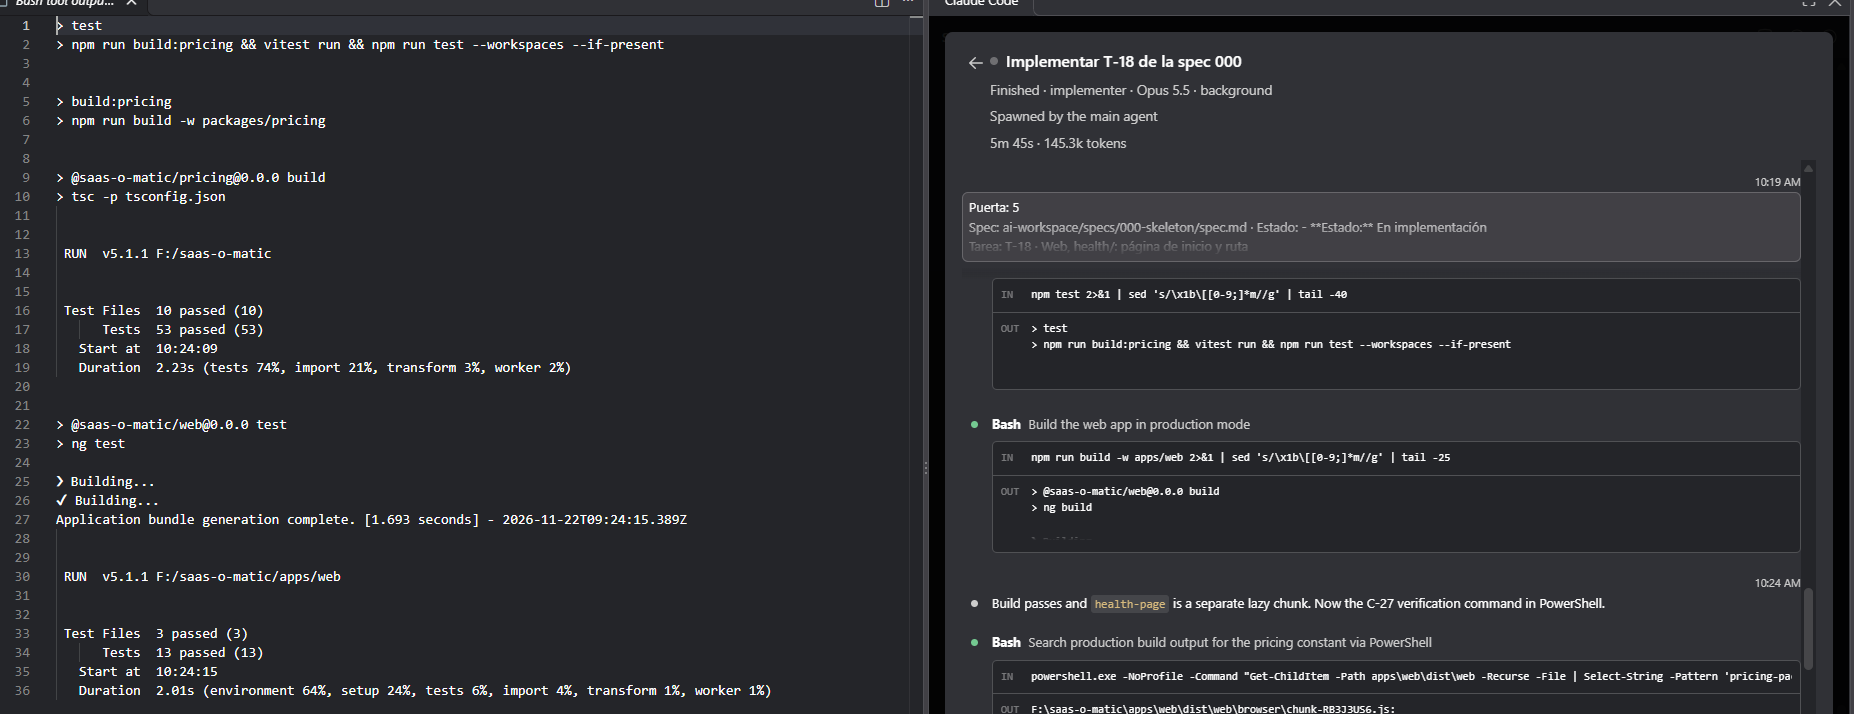 Bash tool outpu...
1 > test
2 > npm run build:pricing && vitest run && npm run test --workspaces --if-present
3
4
5 > build:pricing
6 > npm run build -w packages/pricing
7
8
9 > @saas-o-matic/pricing@0.0.0 build
10 > tsc -p tsconfig.json
11
12
13 RUN v5.1.1 F:/saas-o-matic
14
15
16 Test Files 10 passed (10)
17 Tests 53 passed (53)
18 Start at 10:24:09
19 Duration 2.23s (tests 74%, import 21%, transform 3%, worker 2%)
20
21
22 > @saas-o-matic/web@0.0.0 test
23 > ng test
24
25 ❯ Building...
26 ✔ Building...
27 Application bundle generation complete. [1.693 seconds] - 2026-11-22T09:24:15.389Z
28
29
30 RUN v5.1.1 F:/saas-o-matic/apps/web
31
32
33 Test Files 3 passed (3)
34 Tests 13 passed (13)
35 Start at 10:24:15
36 Duration 2.01s (environment 64%, setup 24%, tests 6%, import 4%, transform 1%, worker 1%)
Claude Code
Implementar T-18 de la spec 000
Finished · implementer · Opus 5.5 · background
Spawned by the main agent
5m 45s · 145.3k tokens
10:19 AM
Puerta: 5
Spec: ai-workspace/specs/000-skeleton/spec.md · Estado: - **Estado:** En implementación
Tarea: T-18 · Web, health/: página de inicio y ruta
IN npm test 2>&1 | sed 's/\x1b\[[0-9;]*m//g' | tail -40
OUT > test
> npm run build:pricing && vitest run && npm run test --workspaces --if-present
Bash Build the web app in production mode
IN npm run build -w apps/web 2>&1 | sed 's/\x1b\[[0-9;]*m//g' | tail -25
OUT > @saas-o-matic/web@0.0.0 build
> ng build
10:24 AM
Build passes and health-page is a separate lazy chunk. Now the C-27 verification command in PowerShell.
Bash Search production build output for the pricing constant via PowerShell
IN powershell.exe -NoProfile -Command "Get-ChildItem -Path apps\web\dist\web -Recurse -File | Select-String -Pattern 'pricing-pa
OUT F:\saas-o-matic\apps\web\dist\web\browser\chunk-RB3J3US6.js: